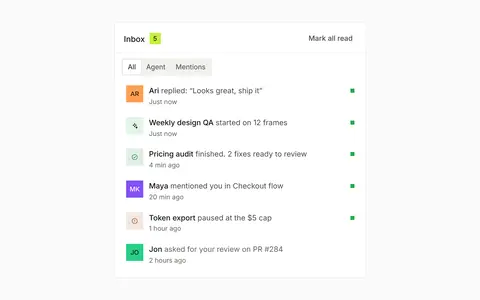 Inbox 5 Mark all read
All Agent Mentions
AR Ari replied: “Looks great, ship it”
Just now
Weekly design QA started on 12 frames
Just now
Pricing audit finished. 2 fixes ready to review
4 min ago
MK Maya mentioned you in Checkout flow
20 min ago
Token export paused at the $5 cap
1 hour ago
JO Jon asked for your review on PR #284
2 hours ago